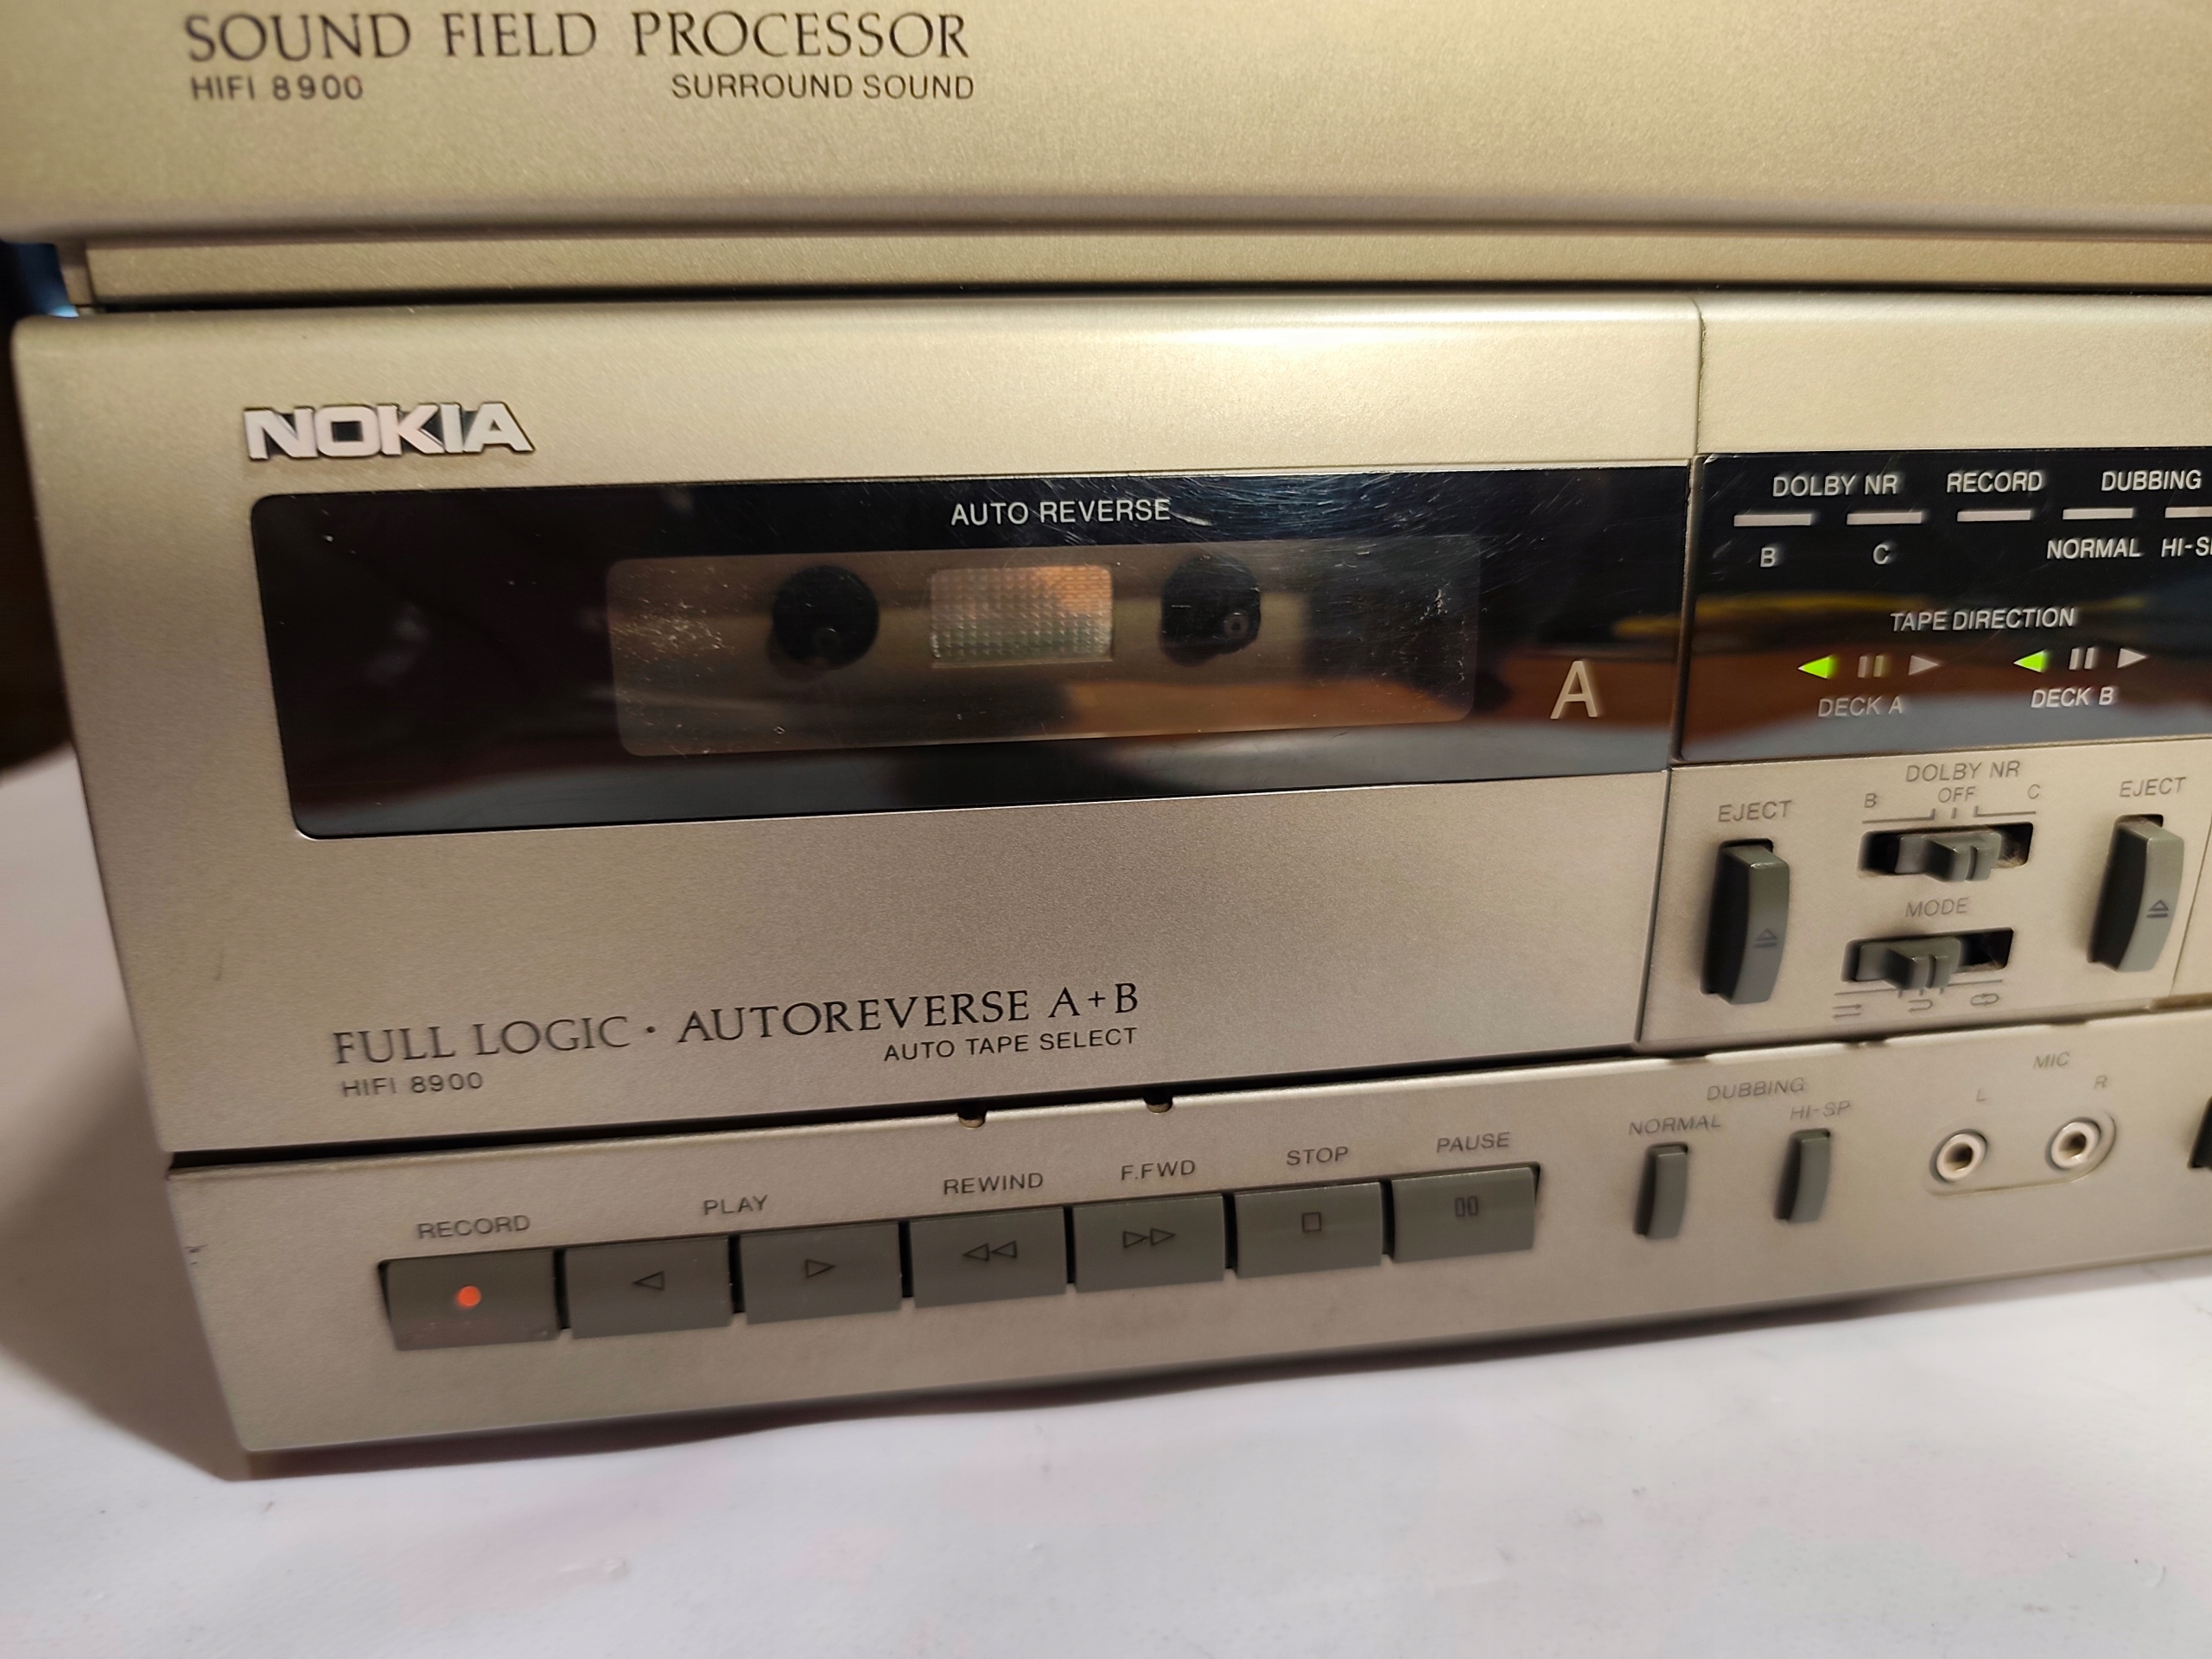 SOUND FIELD PROCESSOR
HIFI 8900 SURROUND SOUND
NOKIA
AUTO REVERSE
A
DOLBY NR RECORD DUBBING
B C NORMAL
TAPE DIRECTION
DECK A DECK B
DOLBY NR
B OFF C
EJECT EJECT
MODE
FULL LOGIC · AUTOREVERSE A+B
HIFI 8900 AUTO TAPE SELECT
RECORD PLAY REWIND F.FWD STOP PAUSE
DUBBING
NORMAL HI-SP
MIC
L R